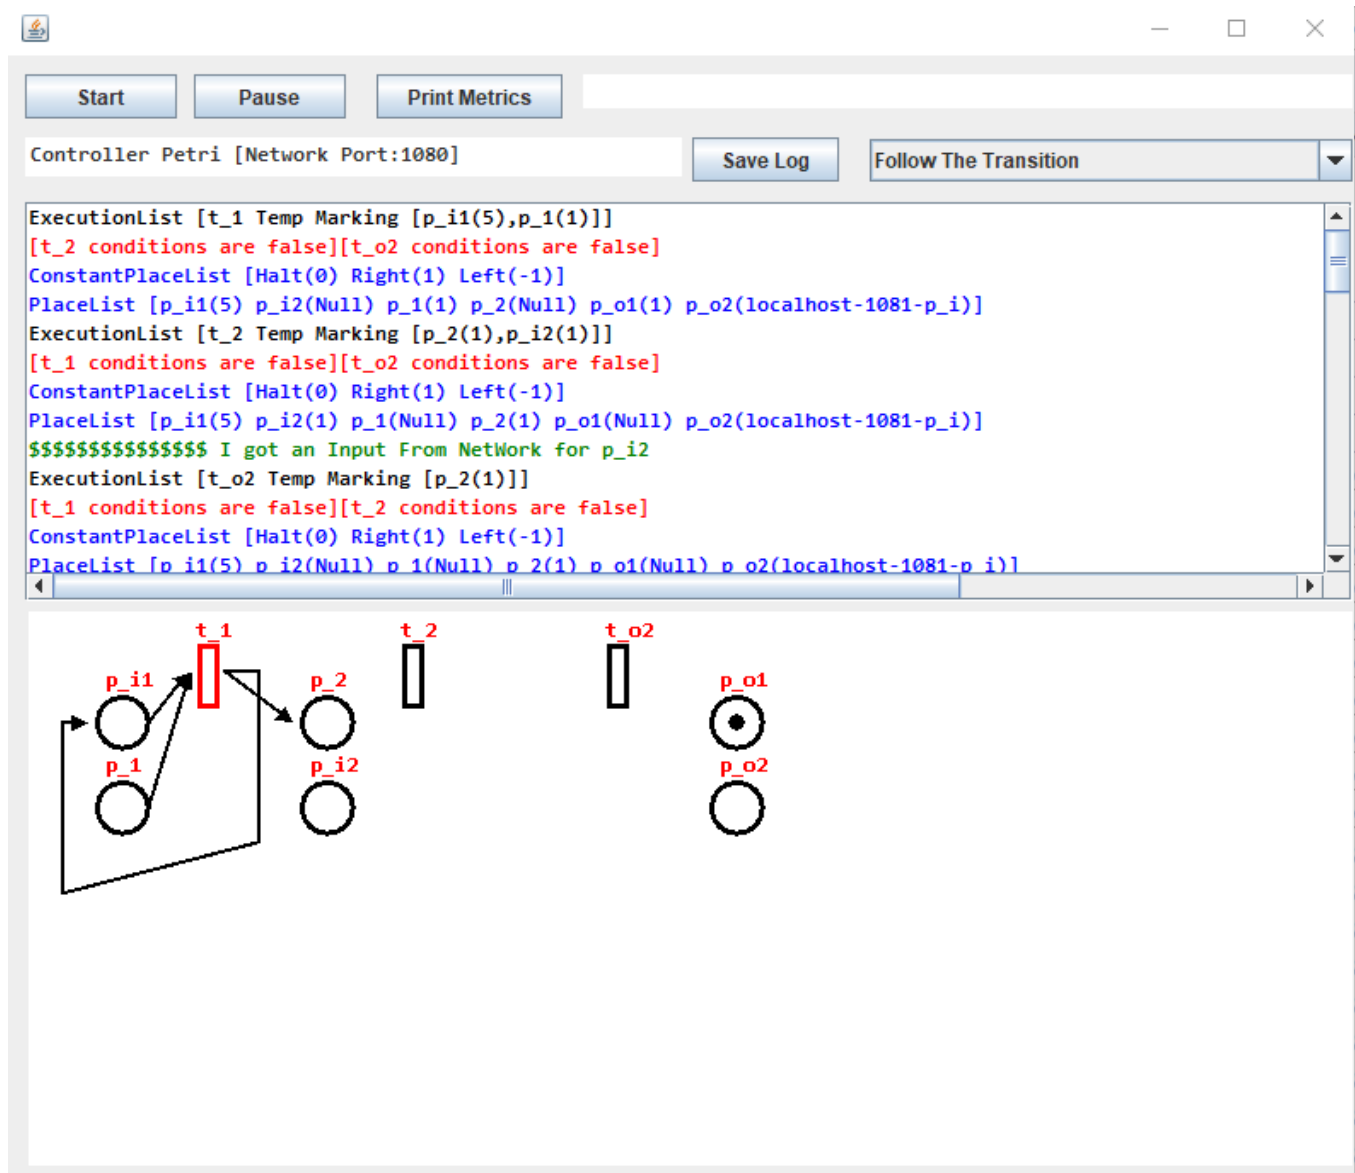 Start Pause Print Metrics
Controller Petri [Network Port:1080] Save Log Follow The Transition
ExecutionList [t_1 Temp Marking [p_i1(5),p_1(1)]]
[t_2 conditions are false][t_o2 conditions are false]
ConstantPlaceList [Halt(0) Right(1) Left(-1)]
PlaceList [p_i1(5) p_i2(Null) p_1(1) p_2(Null) p_o1(1) p_o2(localhost-1081-p_i)]
ExecutionList [t_2 Temp Marking [p_2(1),p_i2(1)]]
[t_1 conditions are false][t_o2 conditions are false]
ConstantPlaceList [Halt(0) Right(1) Left(-1)]
PlaceList [p_i1(5) p_i2(1) p_1(Null) p_2(1) p_o1(Null) p_o2(localhost-1081-p_i)]
$$$$$$$$$$$$$$$ I got an Input From NetWork for p_i2
ExecutionList [t_o2 Temp Marking [p_2(1)]]
[t_1 conditions are false][t_2 conditions are false]
ConstantPlaceList [Halt(0) Right(1) Left(-1)]
PlaceList [p_i1(5) p_i2(Null) p_1(Null) p_2(1) p_o1(Null) p_o2(localhost-1081-p_i)]
t_1 t_2 t_o2
p_i1 p_2 p_o1
p_1 p_i2 p_o2